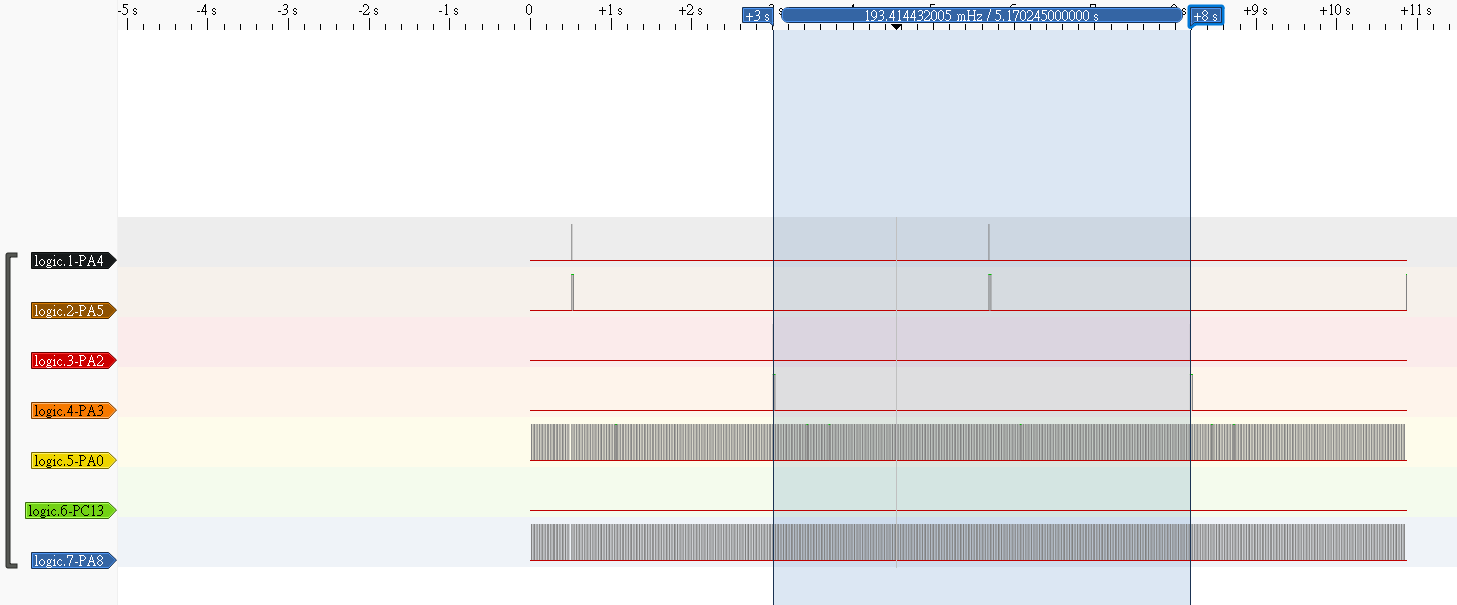 -5 s -4 s -3 s -2 s -1 s 0 +1 s +2 s +9 s +10 s +11 s
+3 s 193.414432005 mHz / 5.170245000000 s +8 s
logic.1-PA4
logic.2-PA5
logic.3-PA2
logic.4-PA3
logic.5-PA0
logic.6-PC13
logic.7-PA8